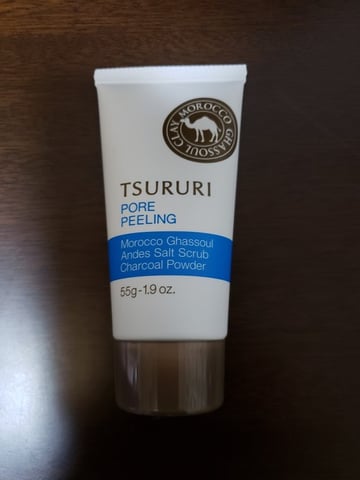 MOROCCO GHASSOUL CLAY
TSURURI
PORE
PEELING
Morocco Ghassoul
Andes Salt Scrub
Charcoal Powder
55g-1.9 oz.